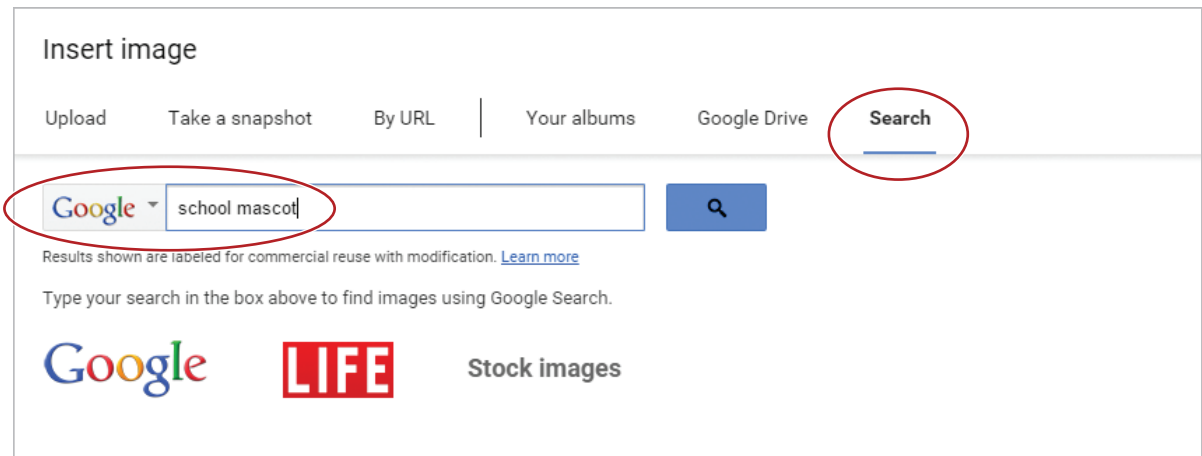 Insert image
Upload Take a snapshot By URL Your albums Google Drive Search
Google school mascot
Results shown are labeled for commercial reuse with modification. Learn more
Type your search in the box above to find images using Google Search.
Google LIFE Stock images